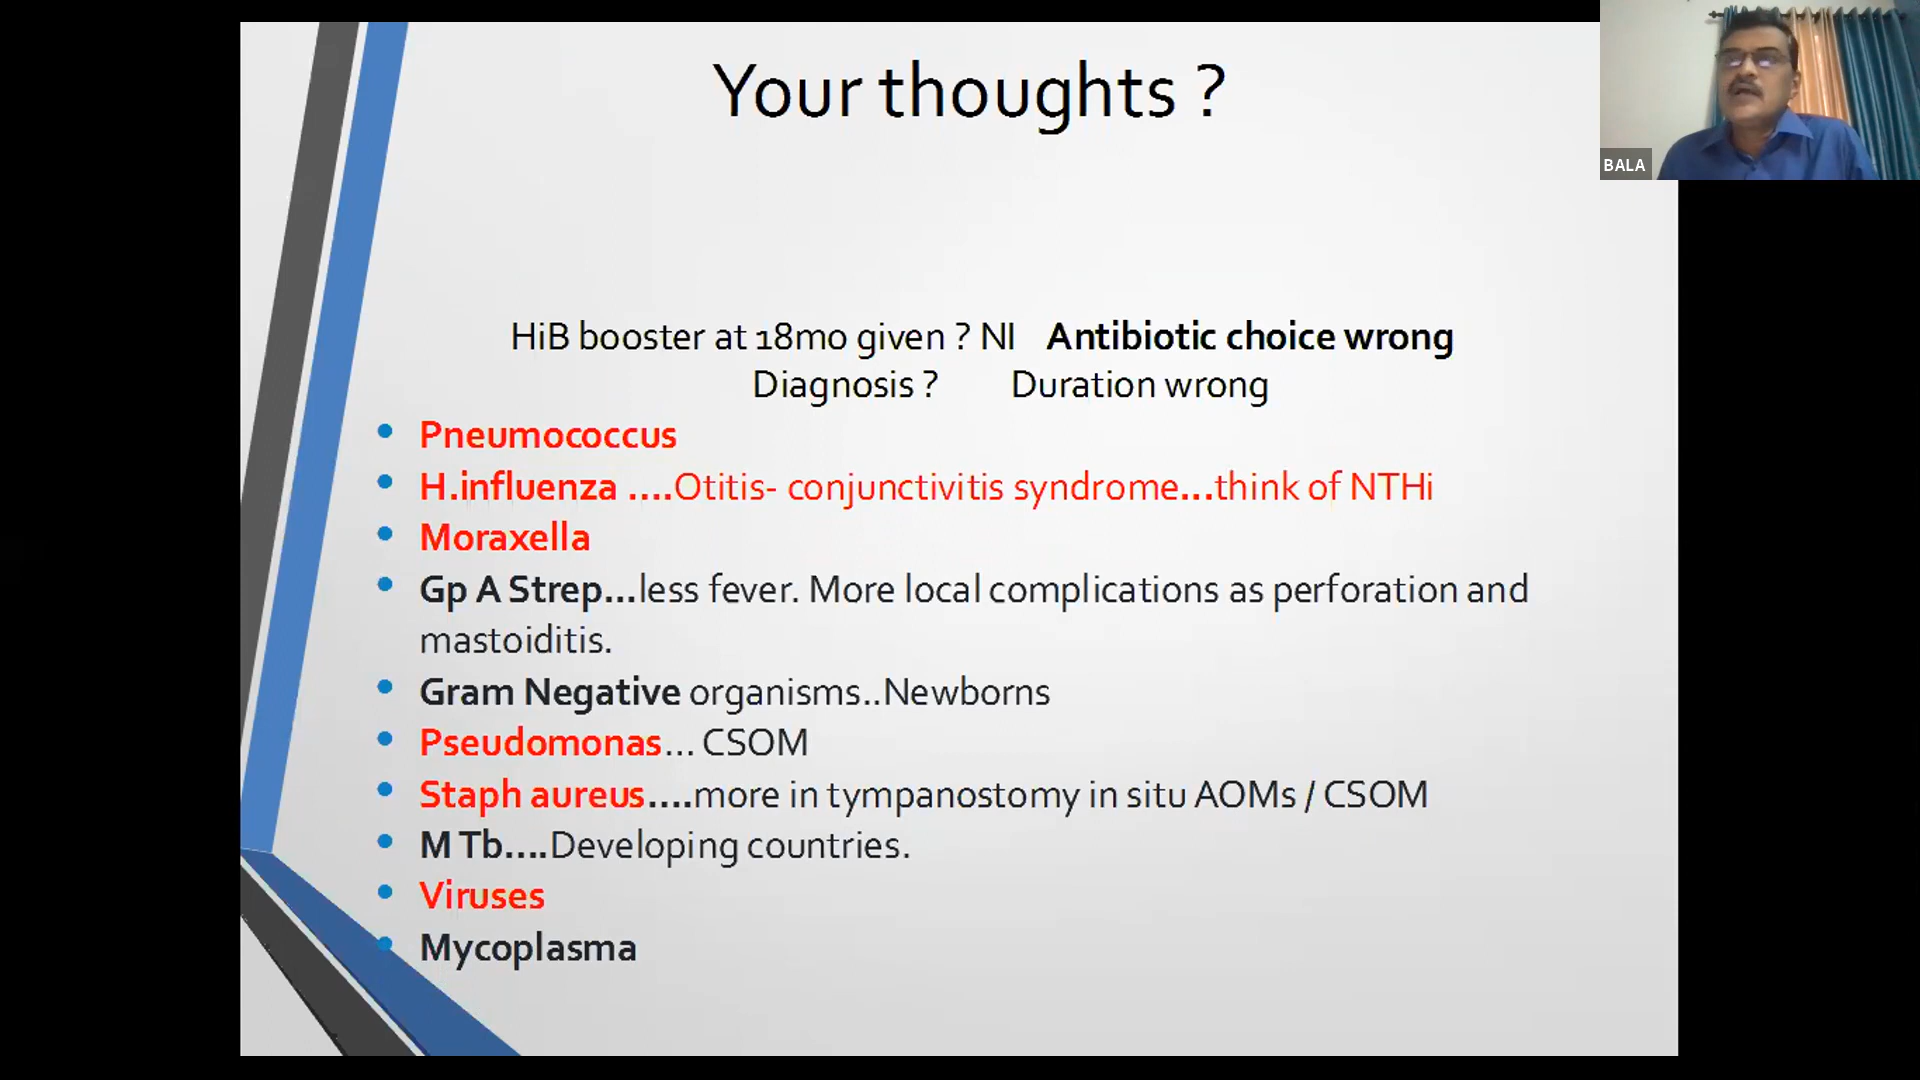 Your thoughts ?
BALA
HiB booster at 18mo given ? NI Antibiotic choice wrong
Diagnosis ? Duration wrong
• Pneumococcus
• H.influenza ....Otitis- conjunctivitis syndrome...think of NTHi
• Moraxella
• Gp A Strep...less fever. More local complications as perforation and
mastoiditis.
• Gram Negative organisms..Newborns
• Pseudomonas... CSOM
• Staph aureus....more in tympanostomy in situ AOMs / CSOM
• M Tb....Developing countries.
• Viruses
• Mycoplasma